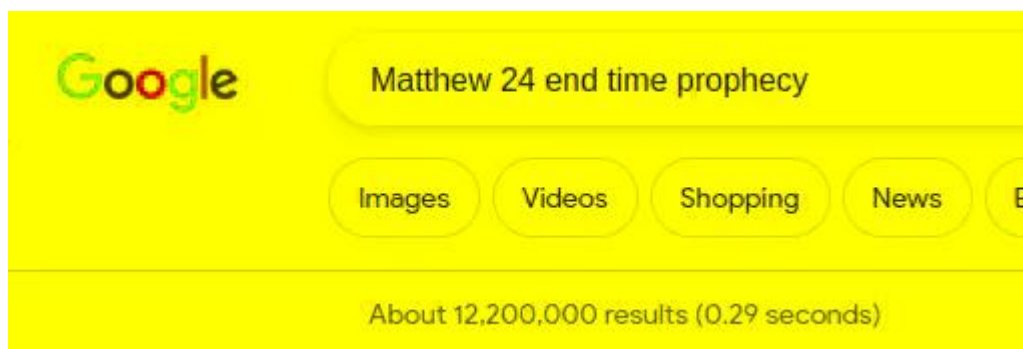 Google
Matthew 24 end time prophecy
Images Videos Shopping News
About 12,200,000 results (0.29 seconds)